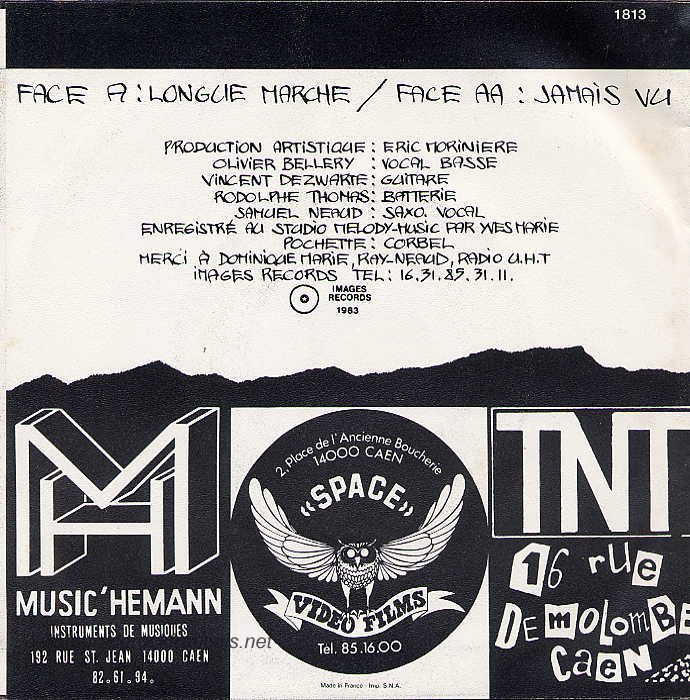 1813
FACE A : LONGUE MARCHE / FACE AA : JAMAIS VU
PRODUCTION ARTISTIQUE : ERIC MORINIERE
OLIVIER BELLERY : VOCAL BASSE
VINCENT DEZWARTE : GUITARE
RODOLPHE THOMAS : BATTERIE
SAMUEL NEAUD : SAXO. VOCAL
ENREGISTRÉ AU STUDIO MELODY-MUSIC PAR YVES MARIE
POCHETTE : CORBEL
MERCI À DOMINIQUE MARIE, RAY-NEAUD, RADIO U.H.T
IMAGES RECORDS TEL : 16.31.85.31.11.
IMAGES
RECORDS
1983
MH
MUSIC'HEMANN
INSTRUMENTS DE MUSIQUES
192 RUE ST. JEAN 14000 CAEN
82.61.94.
2, Place de l'Ancienne Boucherie
14000 CAEN
«SPACE»
VIDÉO FILMS
Tél. 85.16.00
Made in France - Imp. S.N.A.
TNT
16 rue
DEMOLOMBE
CAEN